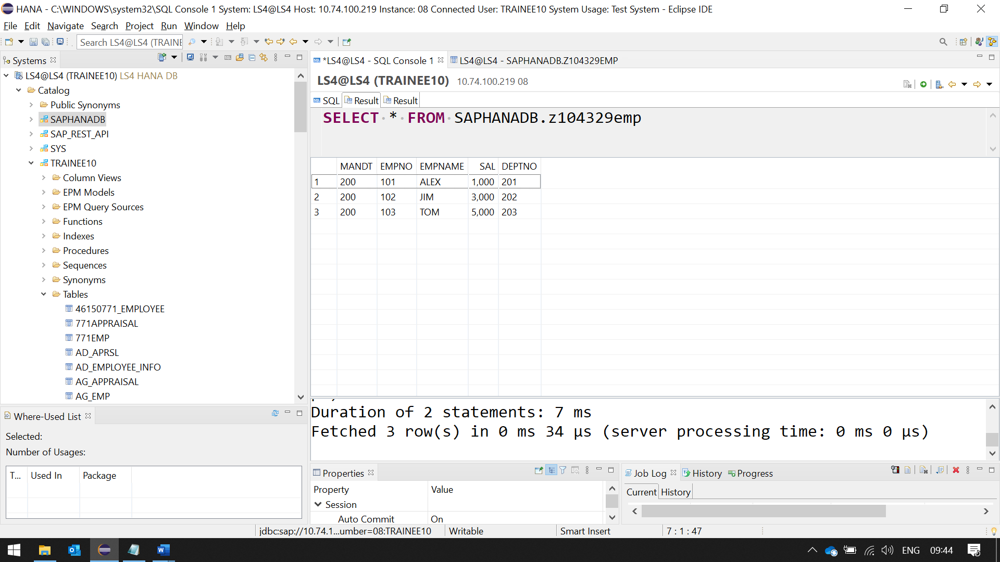 HANA - C:\WINDOWS\system32\SQL Console 1 System: LS4@LS4 Host: 10.74.100.219 Instance: 08 Connected User: TRAINEE10 System Usage: Test System - Eclipse IDE
File Edit Navigate Search Project Run Window Help
Search LS4@LS4 (TRAINE
Systems
LS4@LS4 (TRAINEE10) LS4 HANA DB
Catalog
Public Synonyms
SAPHANADB
SAP_REST_API
SYS
TRAINEE10
Column Views
EPM Models
EPM Query Sources
Functions
Indexes
Procedures
Sequences
Synonyms
Tables
46150771_EMPLOYEE
771APPRAISAL
771EMP
AD_APRSL
AD_EMPLOYEE_INFO
AG_APPRAISAL
AG_EMP
Where-Used List
Selected:
Number of Usages:
T... Used In Package
*LS4@LS4 - SQL Console 1 LS4@LS4 - SAPHANADB.Z104329EMP
LS4@LS4 (TRAINEE10) 10.74.100.219 08
SQL Result Result
SELECT * FROM SAPHANADB.z104329emp
MANDT EMPNO EMPNAME SAL DEPTNO
1 200 101 ALEX 1,000 201
2 200 102 JIM 3,000 202
3 200 103 TOM 5,000 203
Duration of 2 statements: 7 ms
Fetched 3 row(s) in 0 ms 34 µs (server processing time: 0 ms 0 µs)
Properties
Property Value
Session
Auto Commit On
Job Log History Progress
Current History
jdbc:sap://10.74.1...umber=08:TRAINEE10 Writable Smart Insert 7 : 1 : 47
ENG 09:44